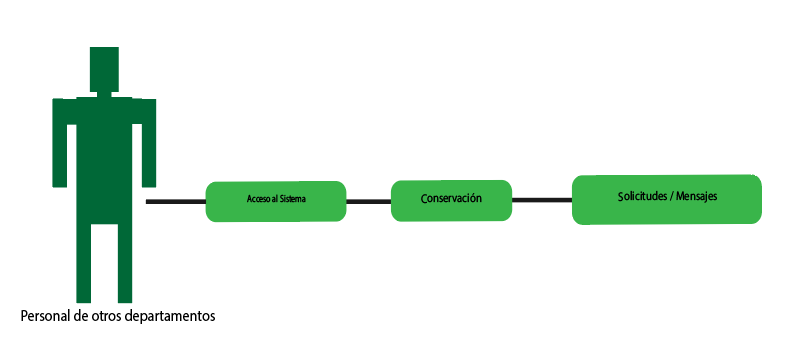 Acceso al Sistema
Conservación
Solicitudes / Mensajes
Personal de otros departamentos